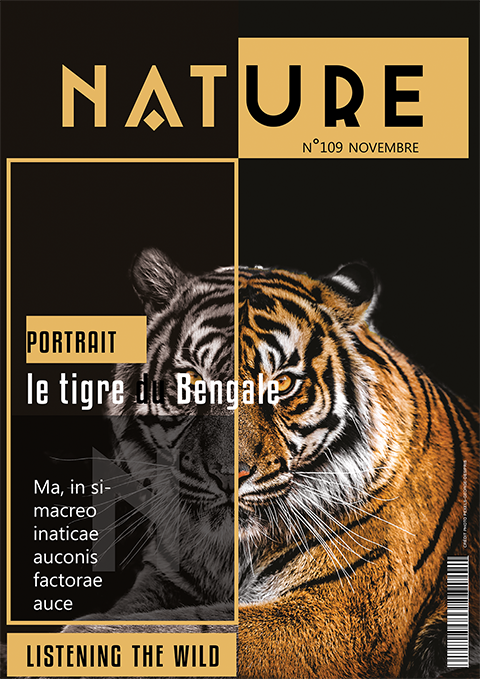 NATURE
N°109 NOVEMBRE
PORTRAIT
le tigre du Bengale
N
Ma, in si-
macreo
inaticae
auconis
factorae
auce
LISTENING THE WILD